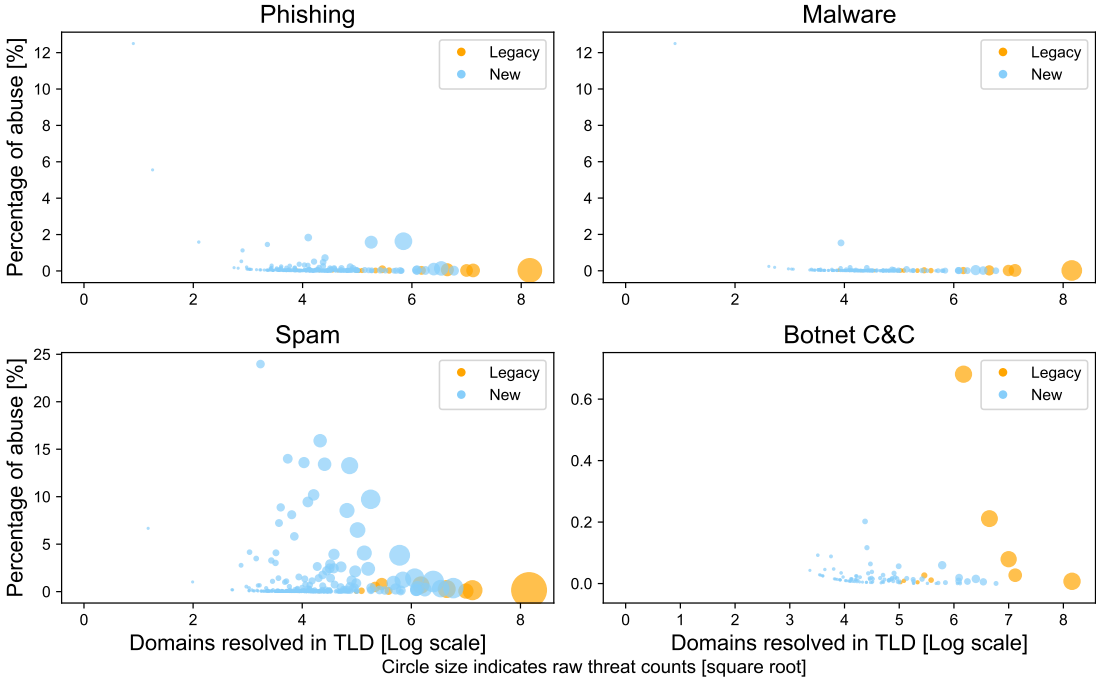 Phishing
Percentage of abuse [%]
12
10
8
6
4
2
0
0 2 4 6 8
Legacy
New
Malware
12
10
8
6
4
2
0
0 2 3 4 6 8
Legacy
New
Spam
Percentage of abuse [%]
25
20
15
10
5
0
0 2 4 6 8
Domains resolved in TLD [Log scale]
Legacy
New
Botnet C&C
0.6
0.4
0.2
0.0
0 1 2 3 4 5 6 7 8
Domains resolved in TLD [Log scale]
Legacy
New
Circle size indicates raw threat counts [square root]